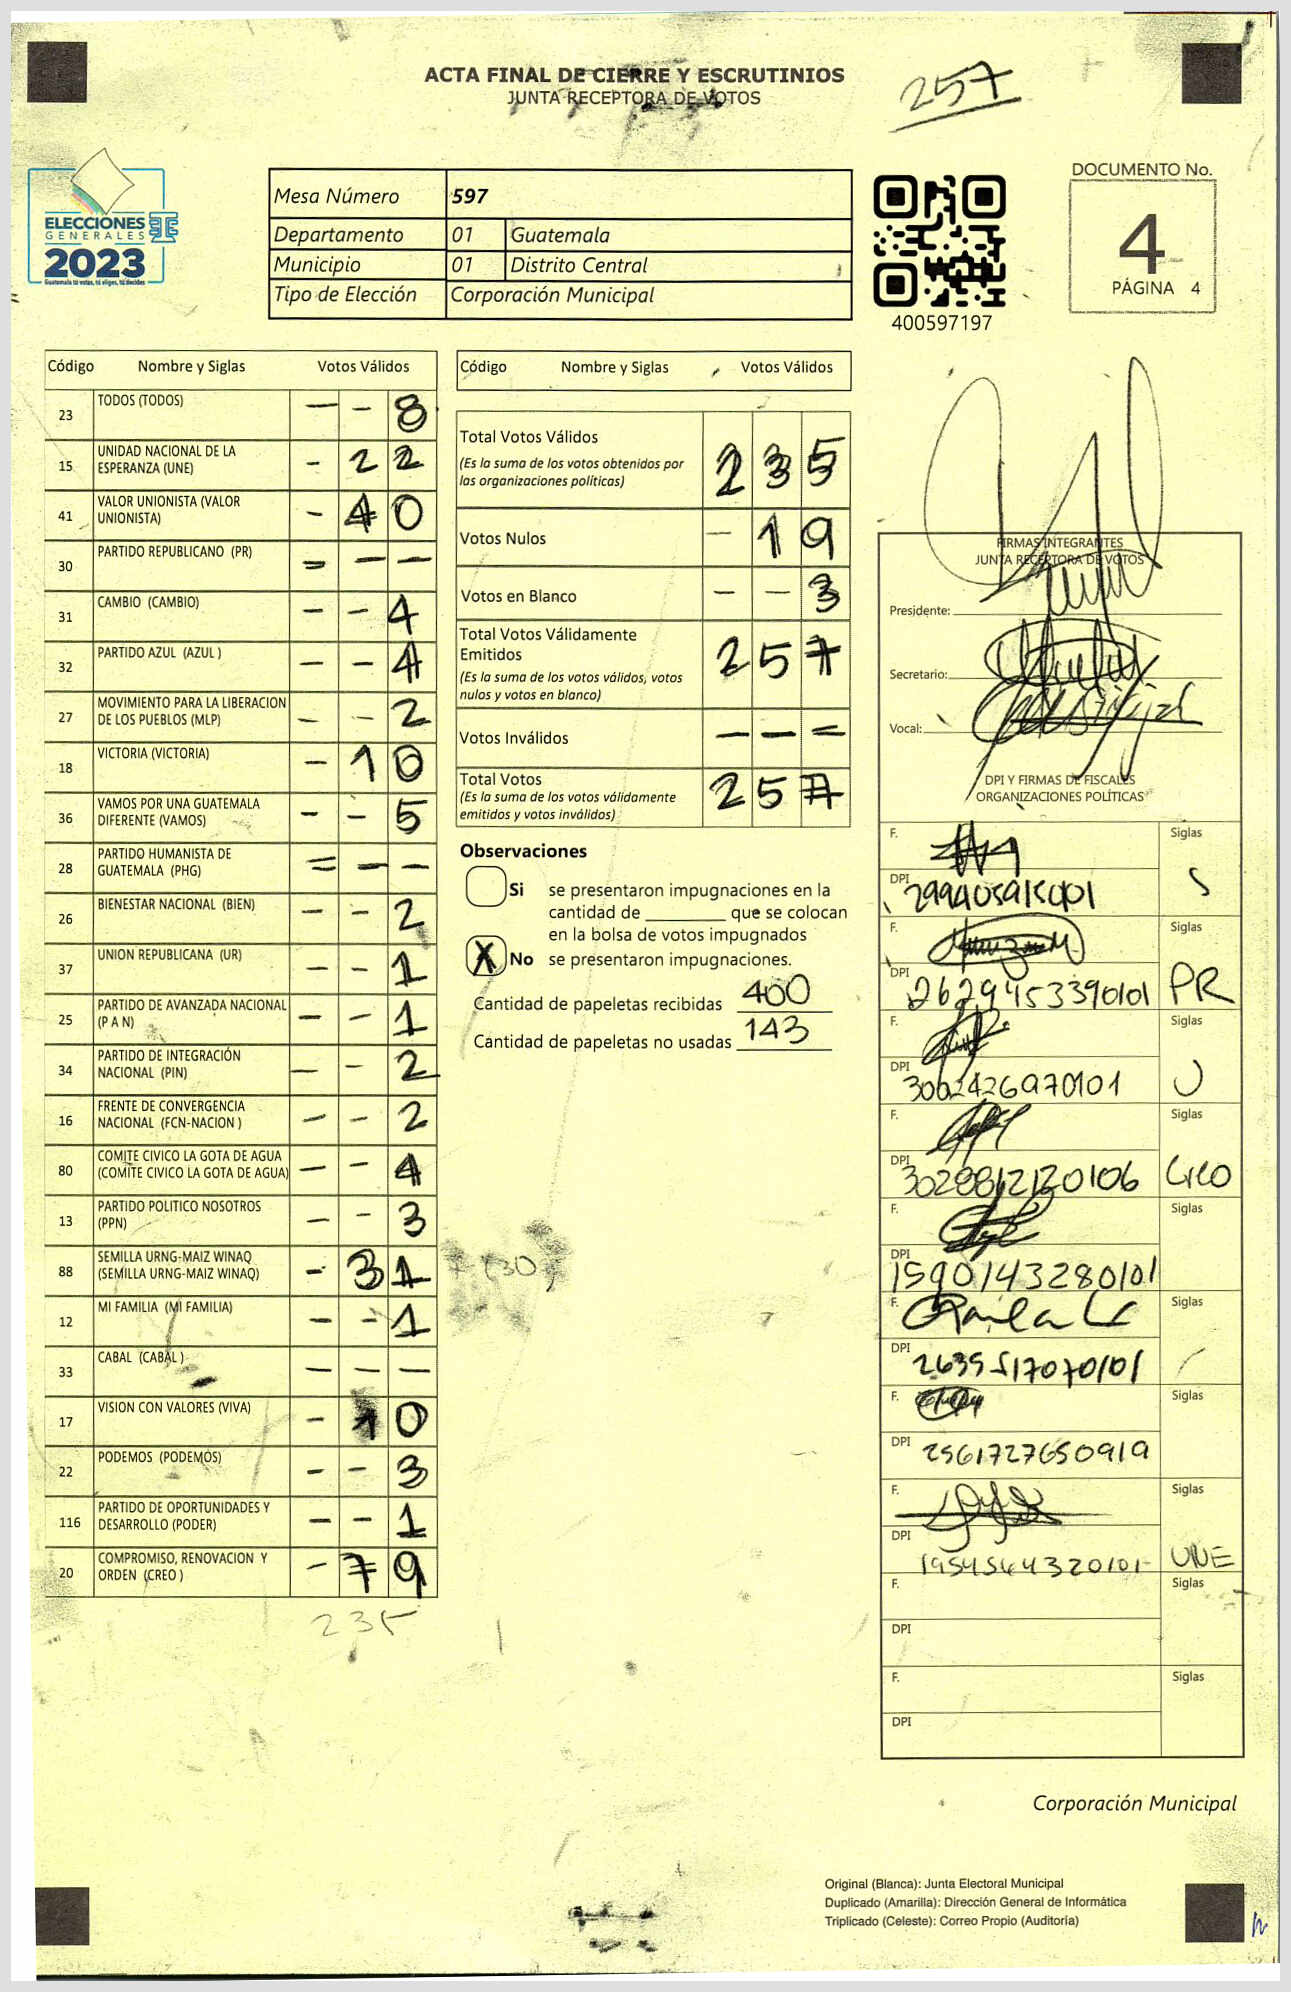 ACTA FINAL DE CIERRE Y ESCRUTINIOS
JUNTA RECEPTORA DE VOTOS
257
ELECCIONES
GENERALES
2023
Guatemala tú votas, tú eliges, tú decides
Mesa Número 597
Departamento 01 Guatemala
Municipio 01 Distrito Central
Tipo de Elección Corporación Municipal
400597197
DOCUMENTO No.
4
PÁGINA 4
Código Nombre y Siglas Votos Válidos
23 TODOS (TODOS) — - 8
15 UNIDAD NACIONAL DE LA ESPERANZA (UNE) - 2 2
41 VALOR UNIONISTA (VALOR UNIONISTA) - 4 0
30 PARTIDO REPUBLICANO (PR) = — —
31 CAMBIO (CAMBIO) - - 4
32 PARTIDO AZUL (AZUL ) - - 4
27 MOVIMIENTO PARA LA LIBERACION DE LOS PUEBLOS (MLP) - - 2
18 VICTORIA (VICTORIA) - 1 0
36 VAMOS POR UNA GUATEMALA DIFERENTE (VAMOS) - - 5
28 PARTIDO HUMANISTA DE GUATEMALA (PHG) = — —
26 BIENESTAR NACIONAL (BIEN) - - 2
37 UNION REPUBLICANA (UR) - - 1
25 PARTIDO DE AVANZADA NACIONAL (P A N) - - 1
34 PARTIDO DE INTEGRACIÓN NACIONAL (PIN) — - 2
16 FRENTE DE CONVERGENCIA NACIONAL (FCN-NACION ) - - 2
80 COMITE CIVICO LA GOTA DE AGUA (COMITE CIVICO LA GOTA DE AGUA) - - 4
13 PARTIDO POLITICO NOSOTROS (PPN) - - 3
88 SEMILLA URNG-MAIZ WINAQ (SEMILLA URNG-MAIZ WINAQ) - 3 1 (30)
12 MI FAMILIA (MI FAMILIA) - - 1
33 CABAL (CABAL ) - - -
17 VISION CON VALORES (VIVA) - 1 0
22 PODEMOS (PODEMOS) - - 3
116 PARTIDO DE OPORTUNIDADES Y DESARROLLO (PODER) - - 1
20 COMPROMISO, RENOVACION Y ORDEN (CREO ) - 7 9
235
Código Nombre y Siglas Votos Válidos
Total Votos Válidos 2 3 5
(Es la suma de los votos obtenidos por
las organizaciones políticas)
Votos Nulos - 1 9
Votos en Blanco - - 3
Total Votos Válidamente
Emitidos 2 5 7
(Es la suma de los votos válidos, votos
nulos y votos en blanco)
Votos Inválidos — — =
Total Votos 2 5 7
(Es la suma de los votos válidamente
emitidos y votos inválidos)
Observaciones
Si se presentaron impugnaciones en la
cantidad de ________ que se colocan
en la bolsa de votos impugnados
X No se presentaron impugnaciones.
Cantidad de papeletas recibidas 400
Cantidad de papeletas no usadas 143
FIRMAS INTEGRANTES
JUNTA RECEPTORA DE VOTOS
Presidente:
Secretario:
Vocal:
DPI Y FIRMAS DE FISCALES
ORGANIZACIONES POLÍTICAS
F. Siglas
DPI S
F. Siglas
DPI 2629453390101 PR
F. Siglas
DPI 3002426970101 U
F. Siglas
DPI 3028812120106 Creo
F. Siglas
DPI 1590143280101
F. Siglas
DPI 2635517070101
F. Siglas
DPI 2561727650919
F. Siglas
DPI 1954564320101 UNE
F. Siglas
DPI
F. Siglas
DPI
Corporación Municipal
Original (Blanca): Junta Electoral Municipal
Duplicado (Amarilla): Dirección General de Informática
Triplicado (Celeste): Correo Propio (Auditoría)